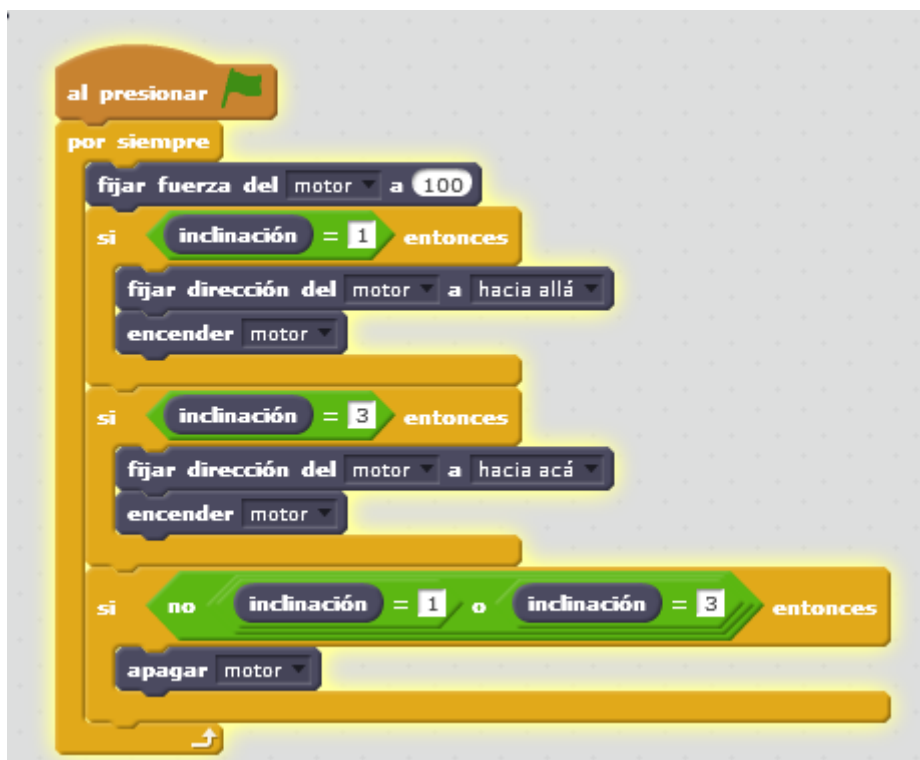 al presionar
por siempre
fijar fuerza del motor a 100
si inclinación = 1 entonces
fijar dirección del motor a hacia allá
encender motor
si inclinación = 3 entonces
fijar dirección del motor a hacia acá
encender motor
si no inclinación = 1 o inclinación = 3 entonces
apagar motor